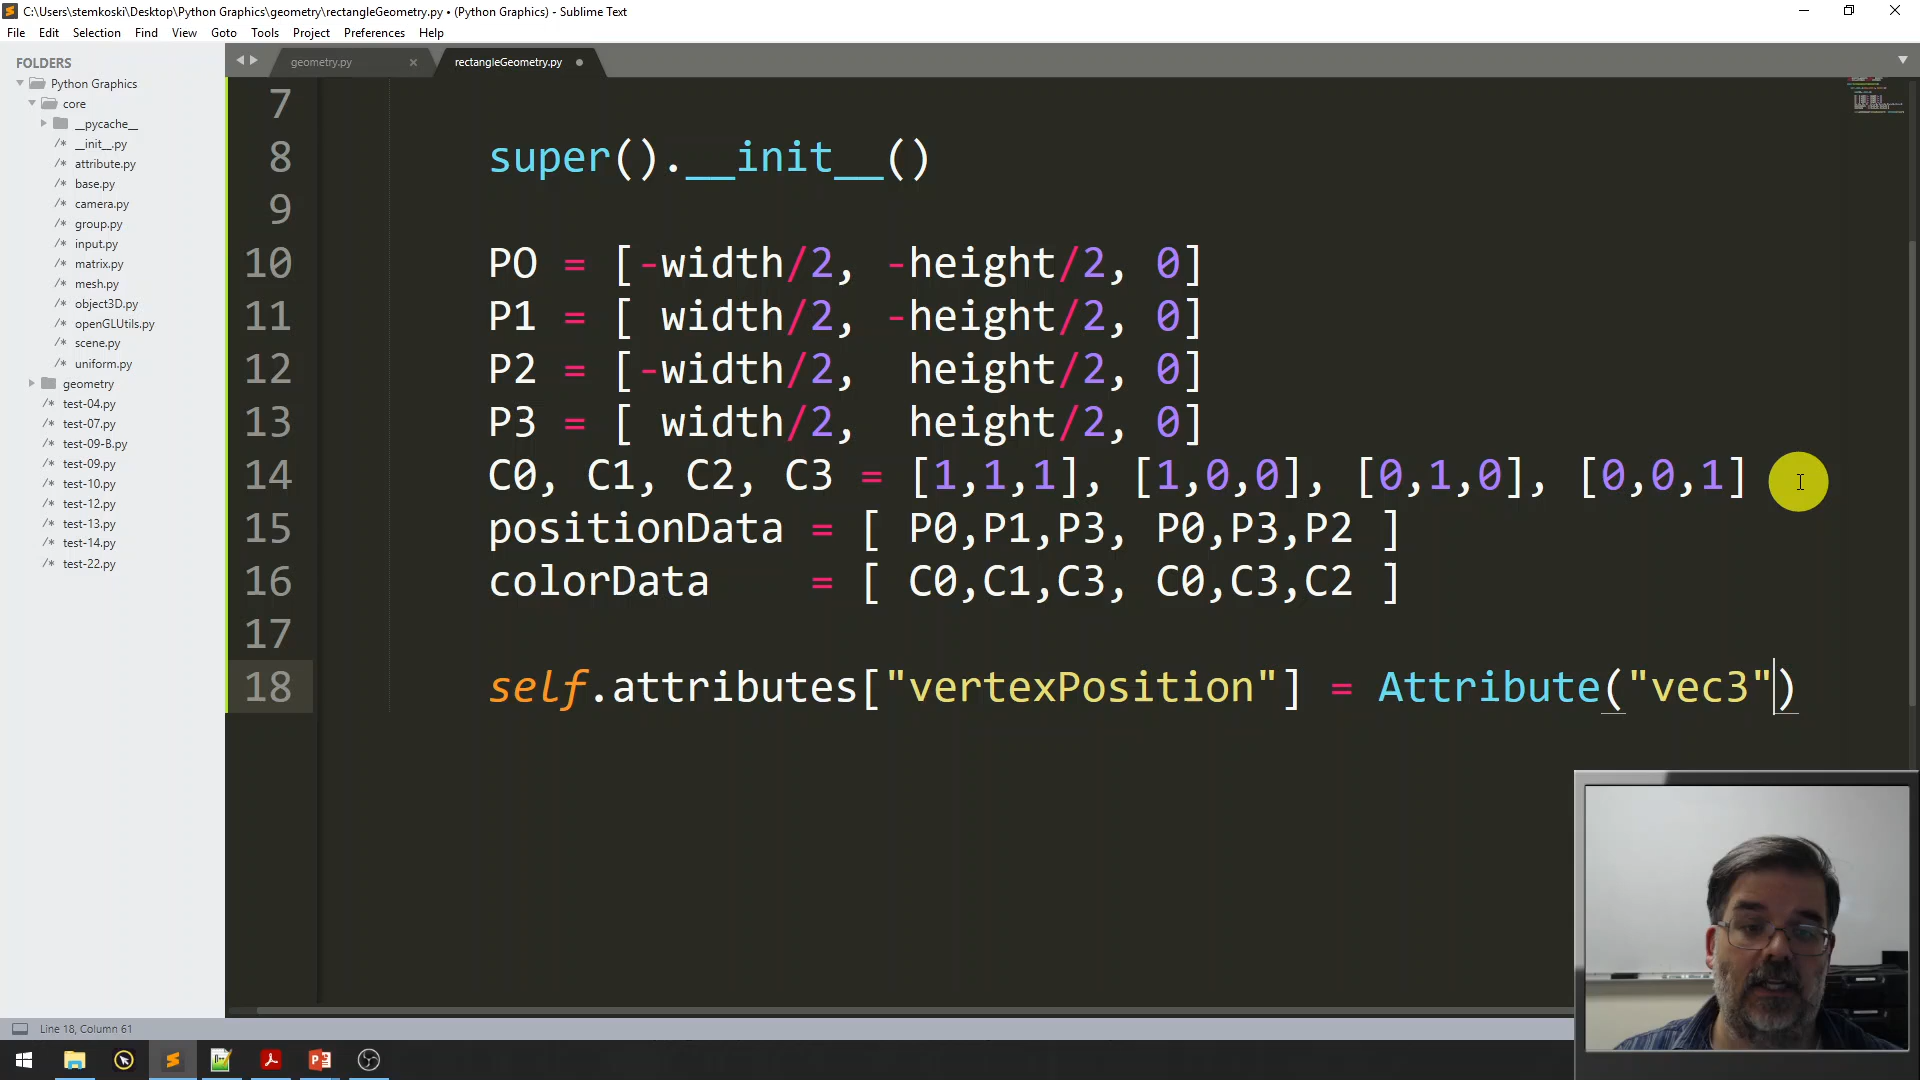 C:\Users\stemkoski\Desktop\Python Graphics\geometry\rectangleGeometry.py • (Python Graphics) - Sublime Text
File Edit Selection Find View Goto Tools Project Preferences Help
FOLDERS
Python Graphics
core
__pycache__
/* __init__.py
/* attribute.py
/* base.py
/* camera.py
/* group.py
/* input.py
/* matrix.py
/* mesh.py
/* object3D.py
/* openGLUtils.py
/* scene.py
/* uniform.py
geometry
/* test-04.py
/* test-07.py
/* test-09-B.py
/* test-09.py
/* test-10.py
/* test-12.py
/* test-13.py
/* test-14.py
/* test-22.py
geometry.py × rectangleGeometry.py
7
8 super().__init__()
9
10 PO = [-width/2, -height/2, 0]
11 P1 = [ width/2, -height/2, 0]
12 P2 = [-width/2,  height/2, 0]
13 P3 = [ width/2,  height/2, 0]
14 C0, C1, C2, C3 = [1,1,1], [1,0,0], [0,1,0], [0,0,1]
15 positionData = [ P0,P1,P3, P0,P3,P2 ]
16 colorData    = [ C0,C1,C3, C0,C3,C2 ]
17
18 self.attributes["vertexPosition"] = Attribute("vec3")
Line 18, Column 61